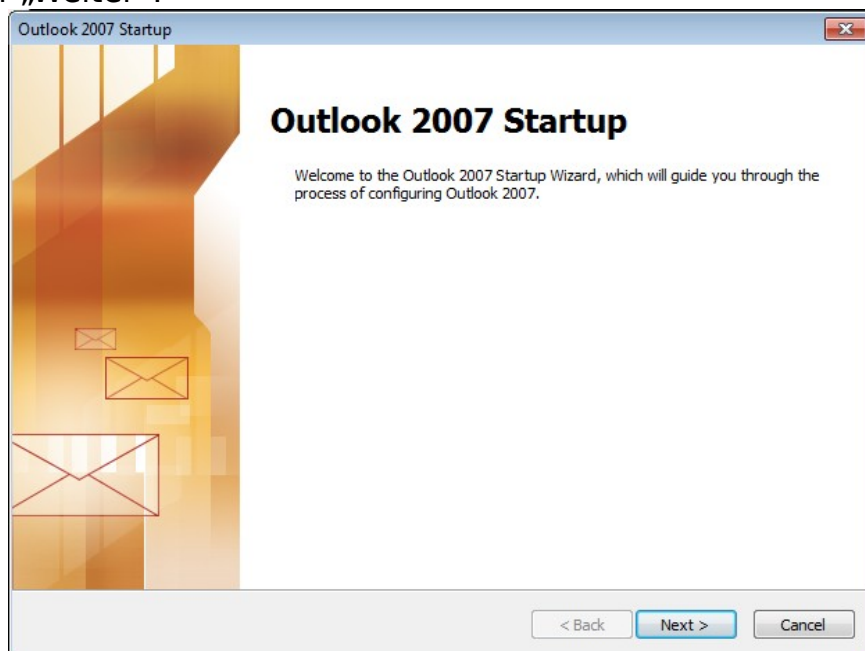 „Weiter“.
Outlook 2007 Startup
Outlook 2007 Startup
Welcome to the Outlook 2007 Startup Wizard, which will guide you through the
process of configuring Outlook 2007.
< Back Next > Cancel